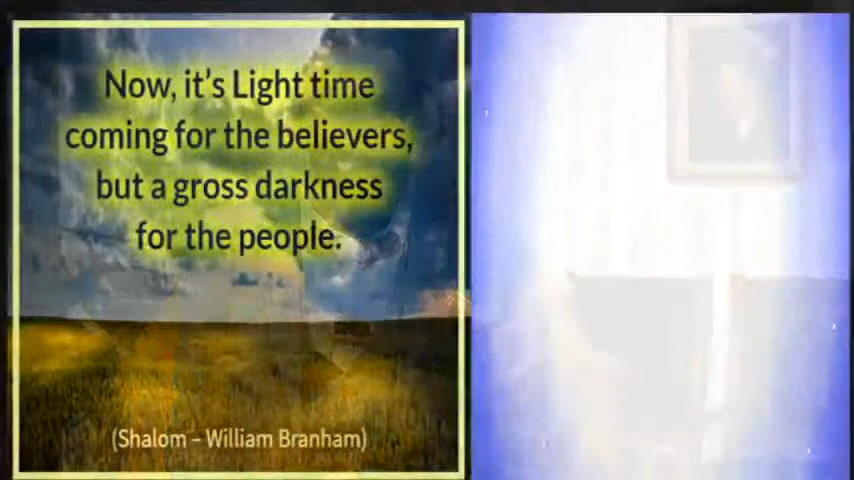 Now, it's Light time
coming for the believers,
but a gross darkness
for the people.
(Shalom – William Branham)